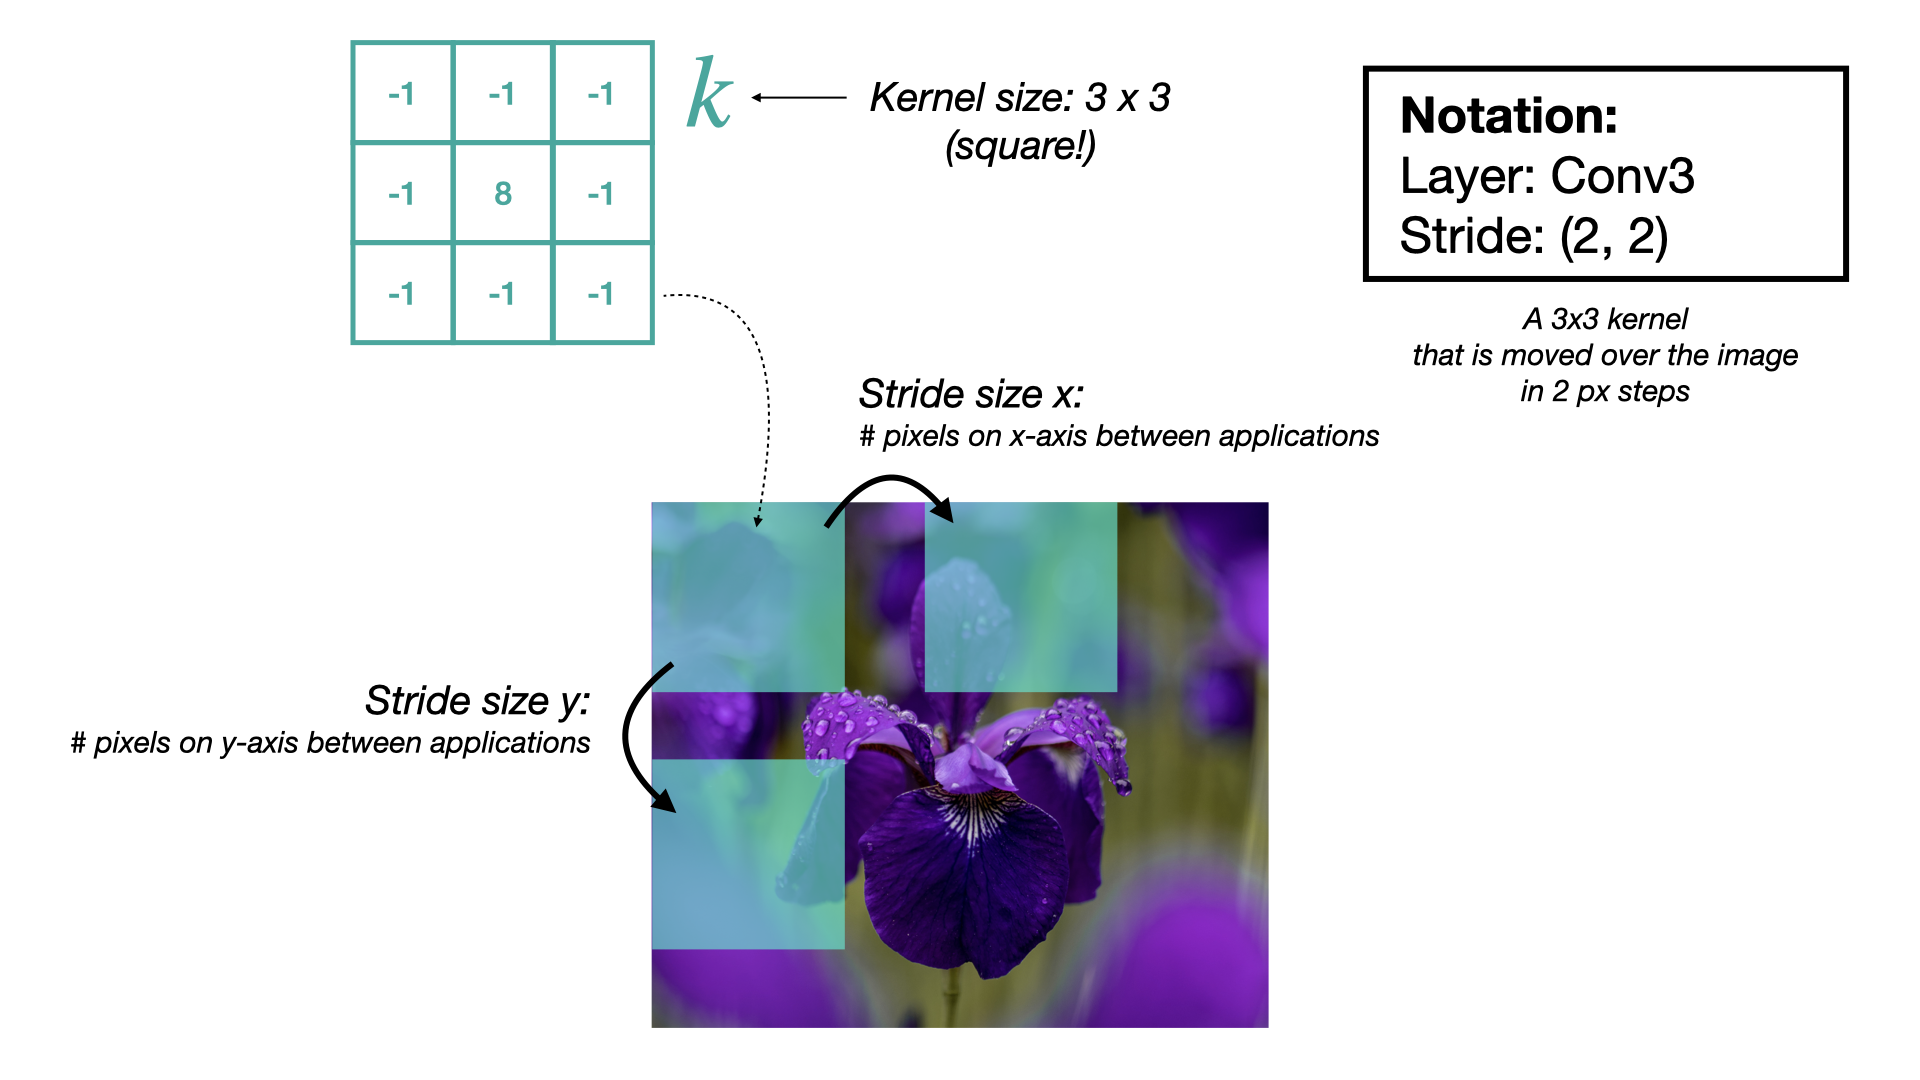 -1 -1 -1
-1 8 -1
-1 -1 -1
k
Kernel size: 3 x 3
(square!)
Notation:
Layer: Conv3
Stride: (2, 2)
A 3x3 kernel
that is moved over the image
in 2 px steps
Stride size x:
# pixels on x-axis between applications
Stride size y:
# pixels on y-axis between applications